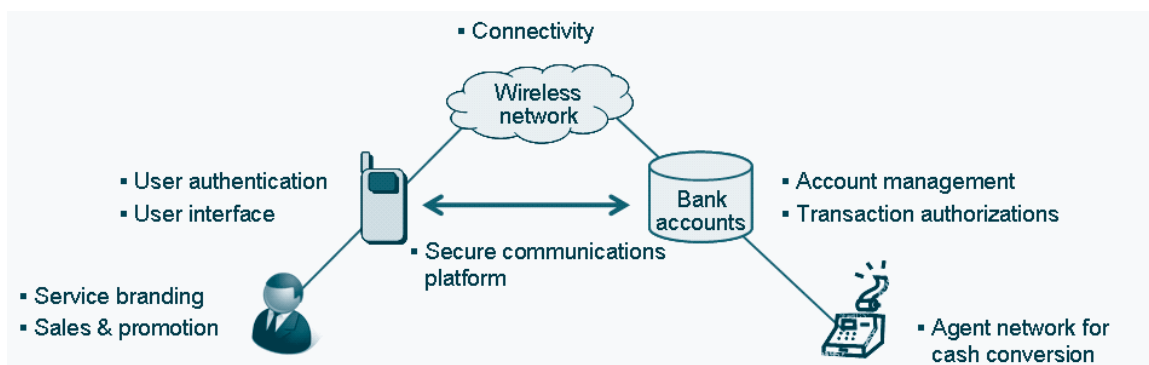 ▪ Connectivity
Wireless
network
▪ User authentication
▪ User interface
Bank
accounts
▪ Account management
▪ Transaction authorizations
▪ Secure communications
platform
▪ Service branding
▪ Sales & promotion
▪ Agent network for
cash conversion